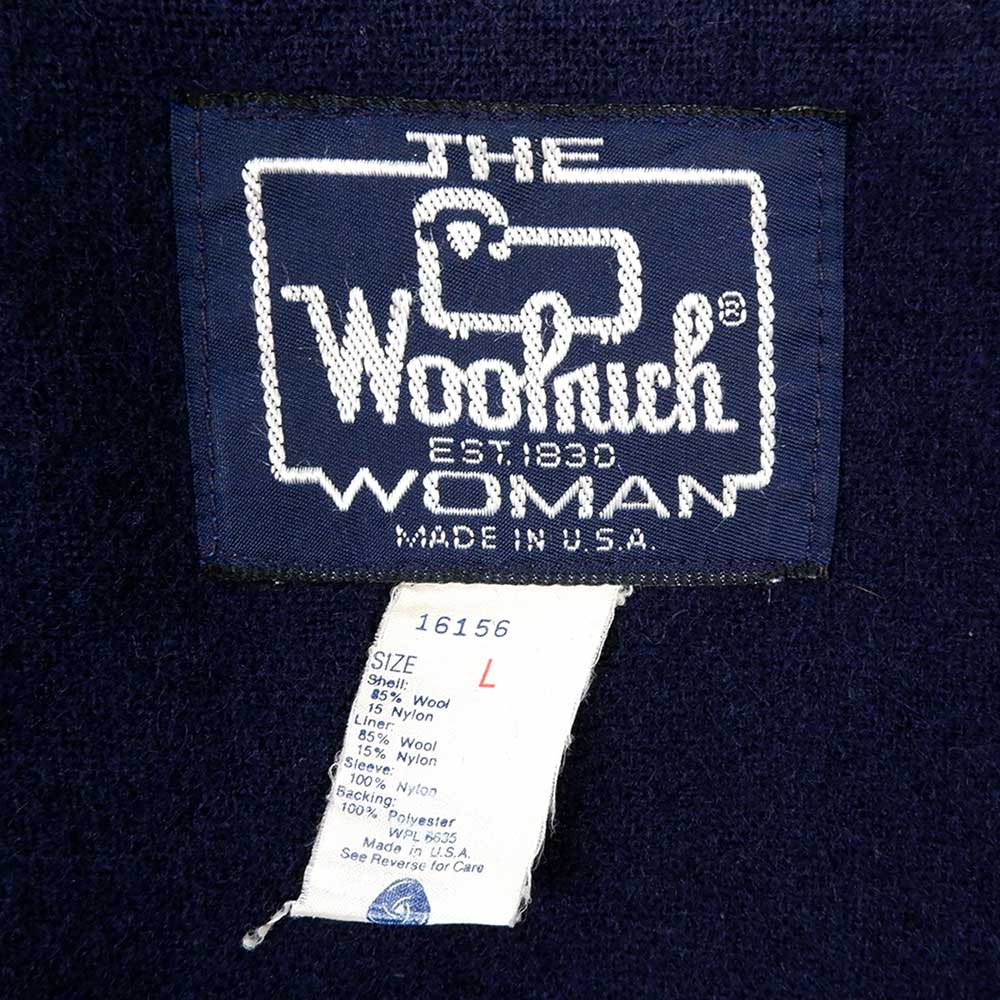 THE
Woolrich®
EST. 1830
WOMAN
MADE IN U.S.A.
16156
SIZE L
Shell:
85% Wool
15 Nylon
Liner:
85% Wool
15% Nylon
Sleeve:
100% Nylon
Backing:
100% Polyester
WPL 6635
Made in U.S.A.
See Reverse for Care